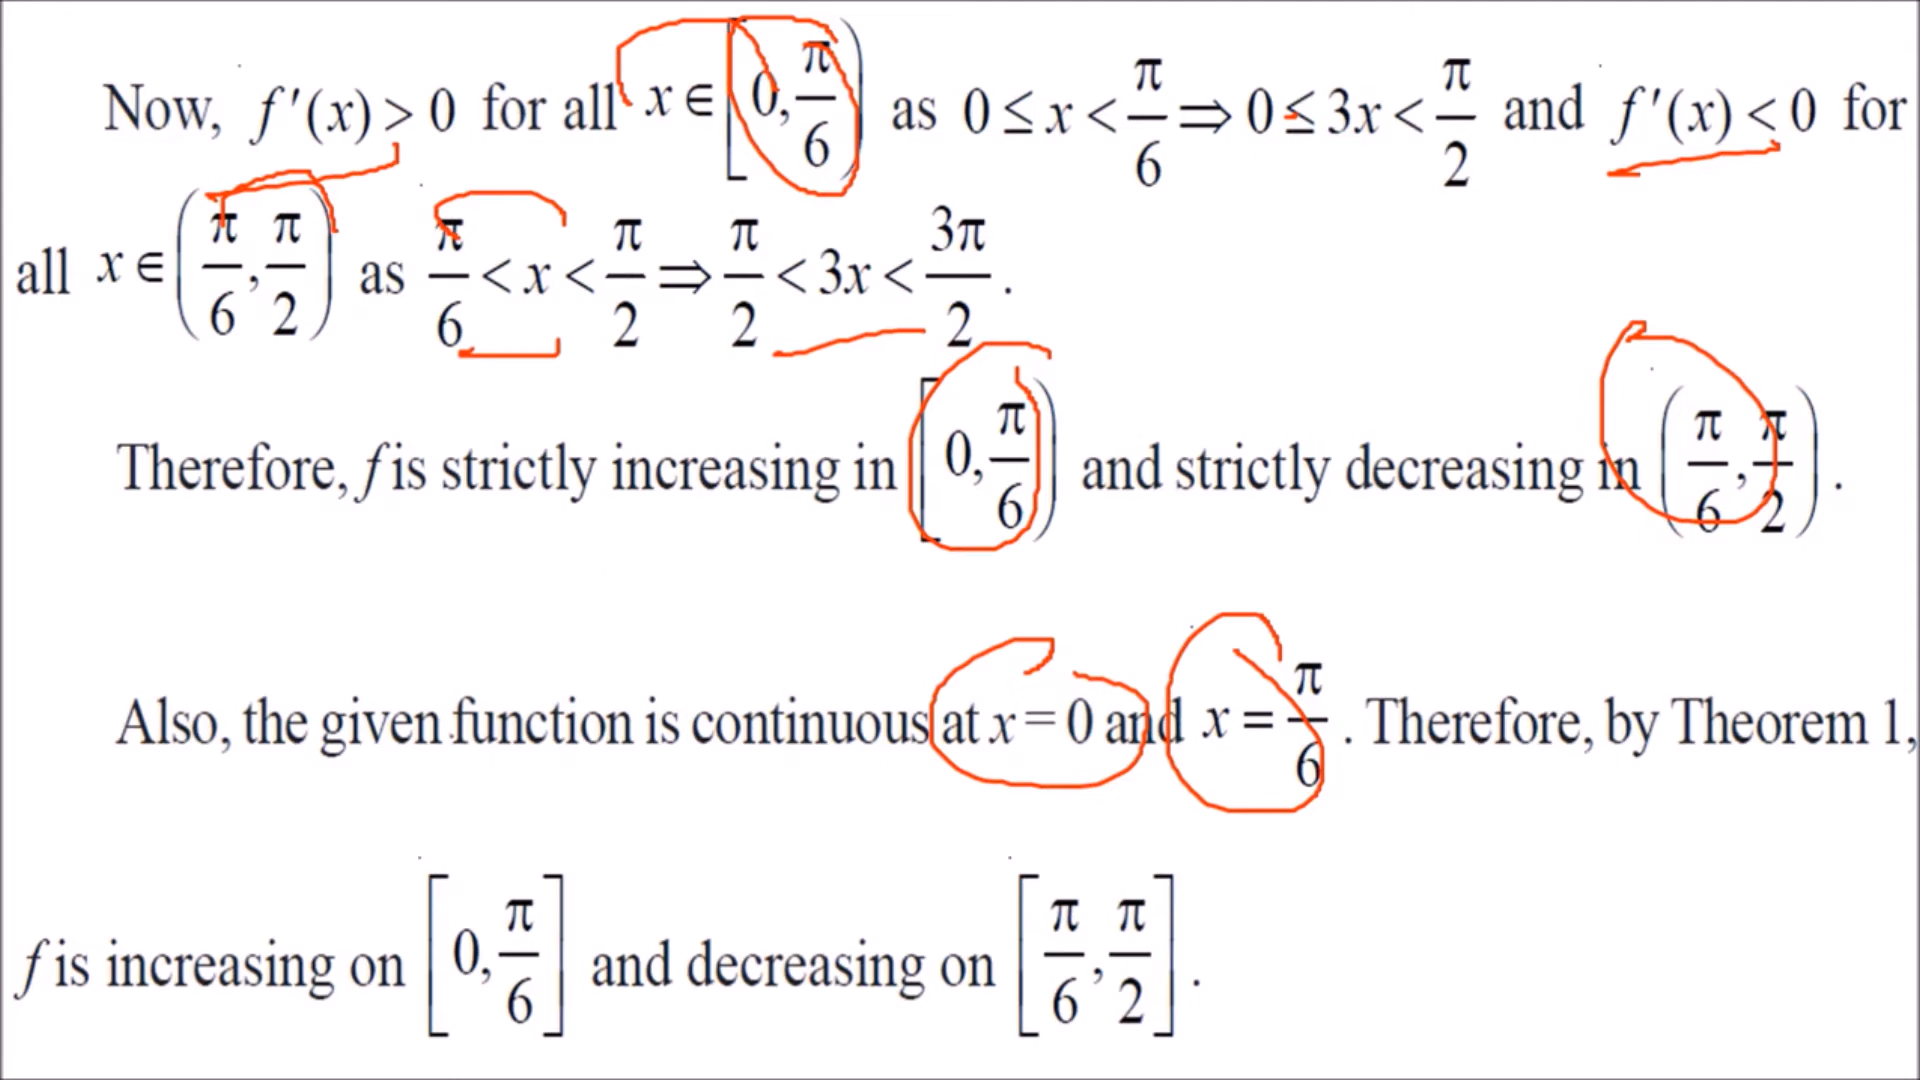 Now, f′(x) > 0 for all x ∈ [0, π/6) as 0 ≤ x < π/6 ⇒ 0 ≤ 3x < π/2 and f′(x) < 0 for
all x ∈ (π/6, π/2) as π/6 < x < π/2 ⇒ π/2 < 3x < 3π/2 .
Therefore, f is strictly increasing in [0, π/6) and strictly decreasing in (π/6, π/2) .
Also, the given function is continuous at x = 0 and x = π/6 . Therefore, by Theorem 1,
f is increasing on [0, π/6] and decreasing on [π/6, π/2] .